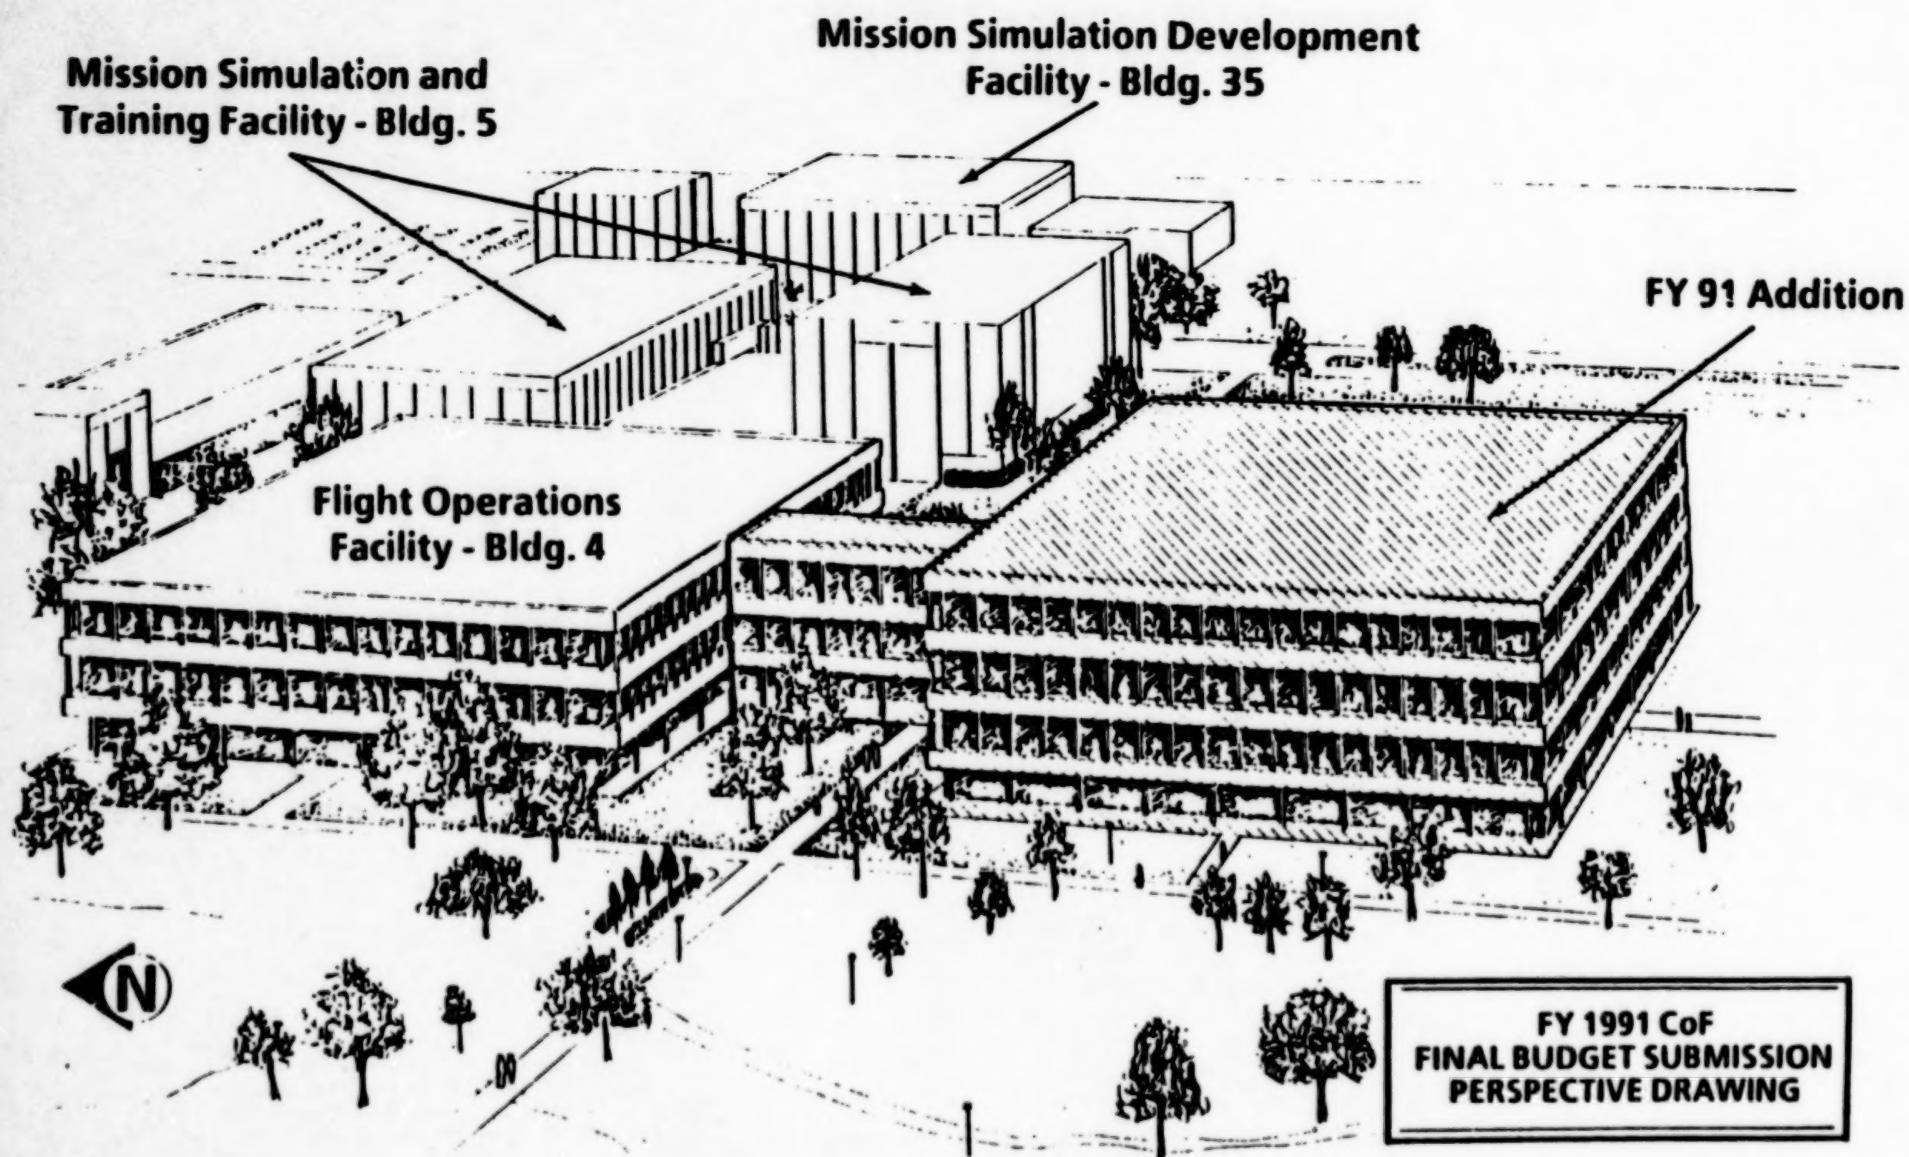 Mission Simulation Development
Facility - Bldg. 35
Mission Simulation and
Training Facility - Bldg. 5
FY 91 Addition
Flight Operations
Facility - Bldg. 4
N
FY 1991 CoF
FINAL BUDGET SUBMISSION
PERSPECTIVE DRAWING